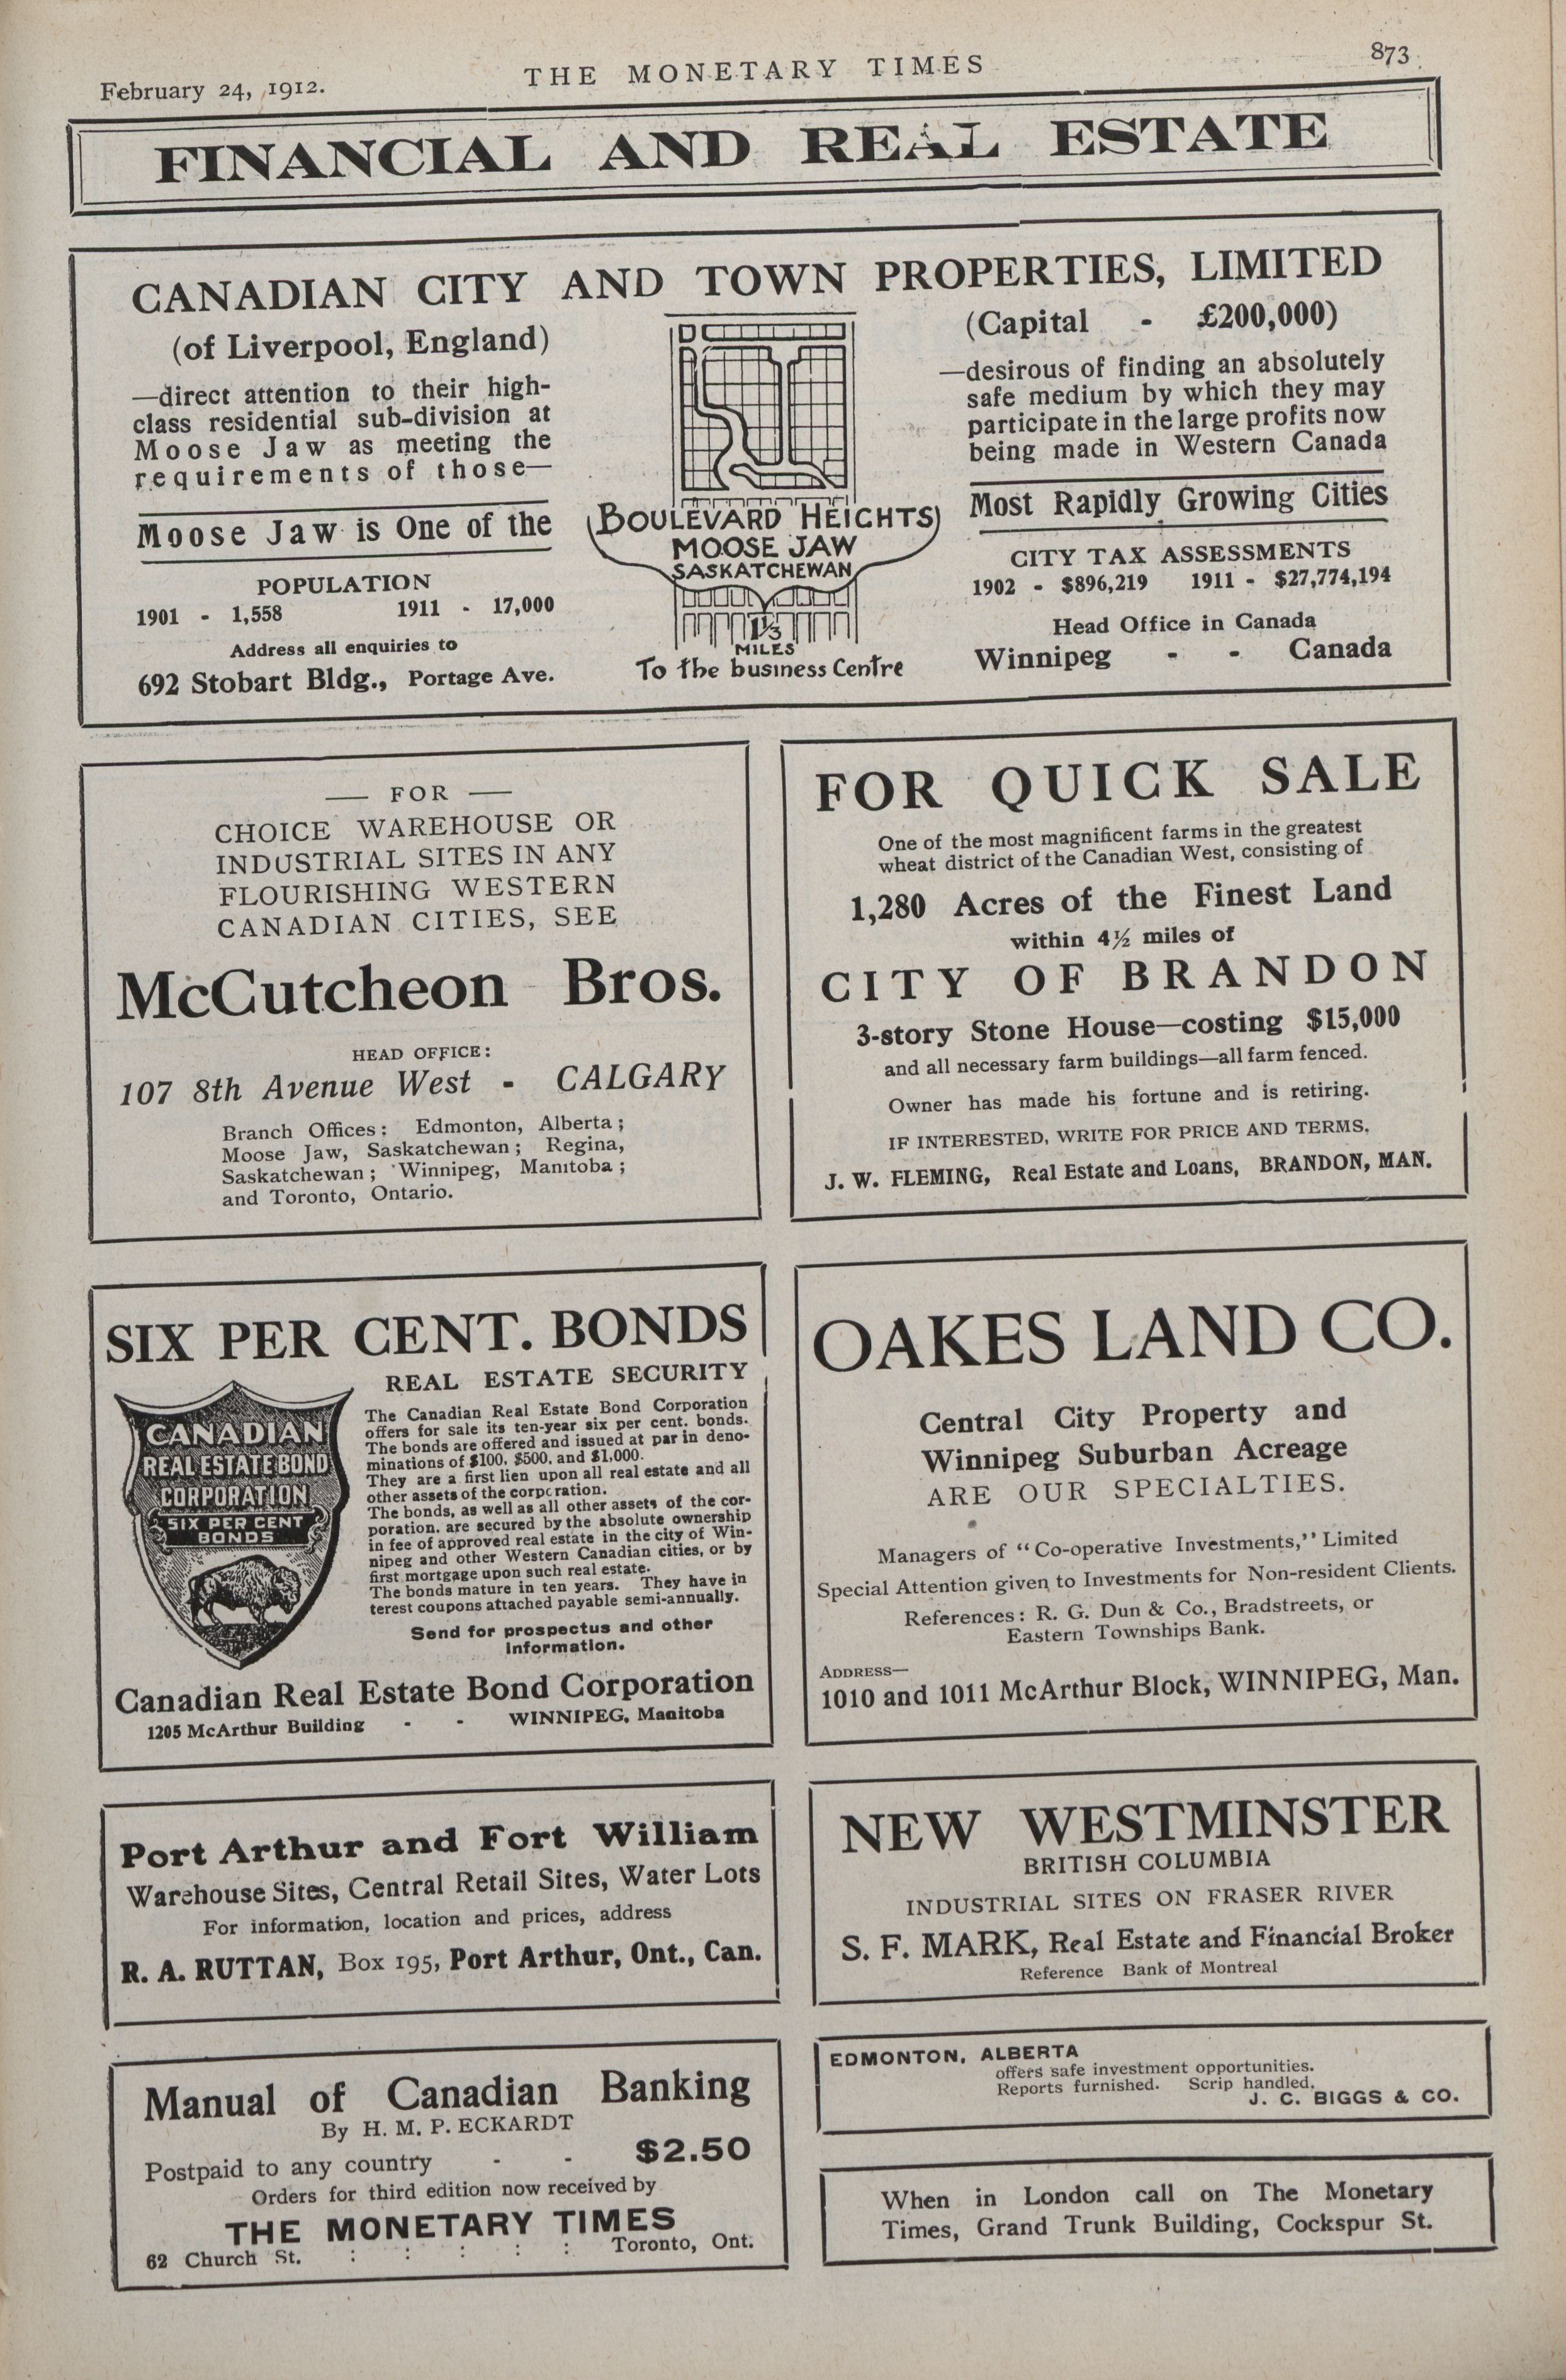 February 24, 1912.
THE MONETARY TIMES
873
FINANCIAL AND REAL ESTATE
CANADIAN CITY AND TOWN PROPERTIES, LIMITED
(of Liverpool, England)
—direct attention to their high-
class residential sub-division at
Moose Jaw as meeting the
requirements of those—
Moose Jaw is One of the
POPULATION
1901 - 1,558 1911 - 17,000
Address all enquiries to
692 Stobart Bldg., Portage Ave.
BOULEVARD HEIGHTS
MOOSE JAW
SASKATCHEWAN
1⅓
MILES
To the business Centre
(Capital - £200,000)
—desirous of finding an absolutely
safe medium by which they may
participate in the large profits now
being made in Western Canada
Most Rapidly Growing Cities
CITY TAX ASSESSMENTS
1902 - $896,219 1911 - $27,774,194
Head Office in Canada
Winnipeg - - Canada
— FOR —
CHOICE WAREHOUSE OR
INDUSTRIAL SITES IN ANY
FLOURISHING WESTERN
CANADIAN CITIES, SEE
McCutcheon Bros.
HEAD OFFICE:
107 8th Avenue West - CALGARY
Branch Offices: Edmonton, Alberta;
Moose Jaw, Saskatchewan; Regina,
Saskatchewan; Winnipeg, Manitoba;
and Toronto, Ontario.
FOR QUICK SALE
One of the most magnificent farms in the greatest
wheat district of the Canadian West, consisting of
1,280 Acres of the Finest Land
within 4½ miles of
CITY OF BRANDON
3-story Stone House—costing $15,000
and all necessary farm buildings—all farm fenced.
Owner has made his fortune and is retiring.
IF INTERESTED, WRITE FOR PRICE AND TERMS.
J. W. FLEMING, Real Estate and Loans, BRANDON, MAN.
SIX PER CENT. BONDS
REAL ESTATE SECURITY
CANADIAN
REAL ESTATE BOND
CORPORATION
SIX PER CENT
BONDS
The Canadian Real Estate Bond Corporation
offers for sale its ten-year six per cent. bonds.
The bonds are offered and issued at par in deno-
minations of $100, $500, and $1,000.
They are a first lien upon all real estate and all
other assets of the corporation.
The bonds, as well as all other assets of the cor-
poration, are secured by the absolute ownership
in fee of approved real estate in the city of Win-
nipeg and other Western Canadian cities, or by
first mortgage upon such real estate.
The bonds mature in ten years. They have in
terest coupons attached payable semi-annually.
Send for prospectus and other
information.
Canadian Real Estate Bond Corporation
1205 McArthur Building - - WINNIPEG, Manitoba
OAKES LAND CO.
Central City Property and
Winnipeg Suburban Acreage
ARE OUR SPECIALTIES.
Managers of "Co-operative Investments," Limited
Special Attention given to Investments for Non-resident Clients.
References: R. G. Dun & Co., Bradstreets, or
Eastern Townships Bank.
ADDRESS—
1010 and 1011 McArthur Block, WINNIPEG, Man.
Port Arthur and Fort William
Warehouse Sites, Central Retail Sites, Water Lots
For information, location and prices, address
R. A. RUTTAN, Box 195, Port Arthur, Ont., Can.
NEW WESTMINSTER
BRITISH COLUMBIA
INDUSTRIAL SITES ON FRASER RIVER
S. F. MARK, Real Estate and Financial Broker
Reference Bank of Montreal
Manual of Canadian Banking
By H. M. P. ECKARDT
Postpaid to any country - - $2.50
Orders for third edition now received by
THE MONETARY TIMES
62 Church St. : : : : : Toronto, Ont.
EDMONTON, ALBERTA
offers safe investment opportunities.
Reports furnished. Scrip handled.
J. C. BIGGS & CO.
When in London call on The Monetary
Times, Grand Trunk Building, Cockspur St.